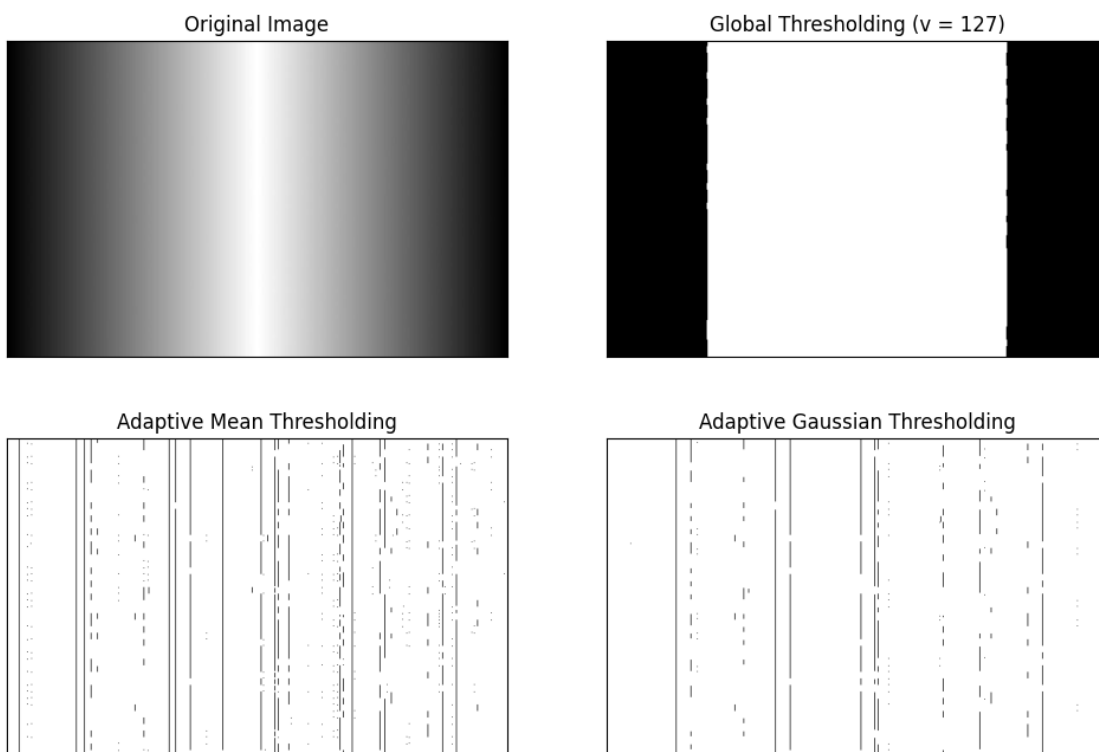 Original Image
Global Thresholding (v = 127)
Adaptive Mean Thresholding
Adaptive Gaussian Thresholding